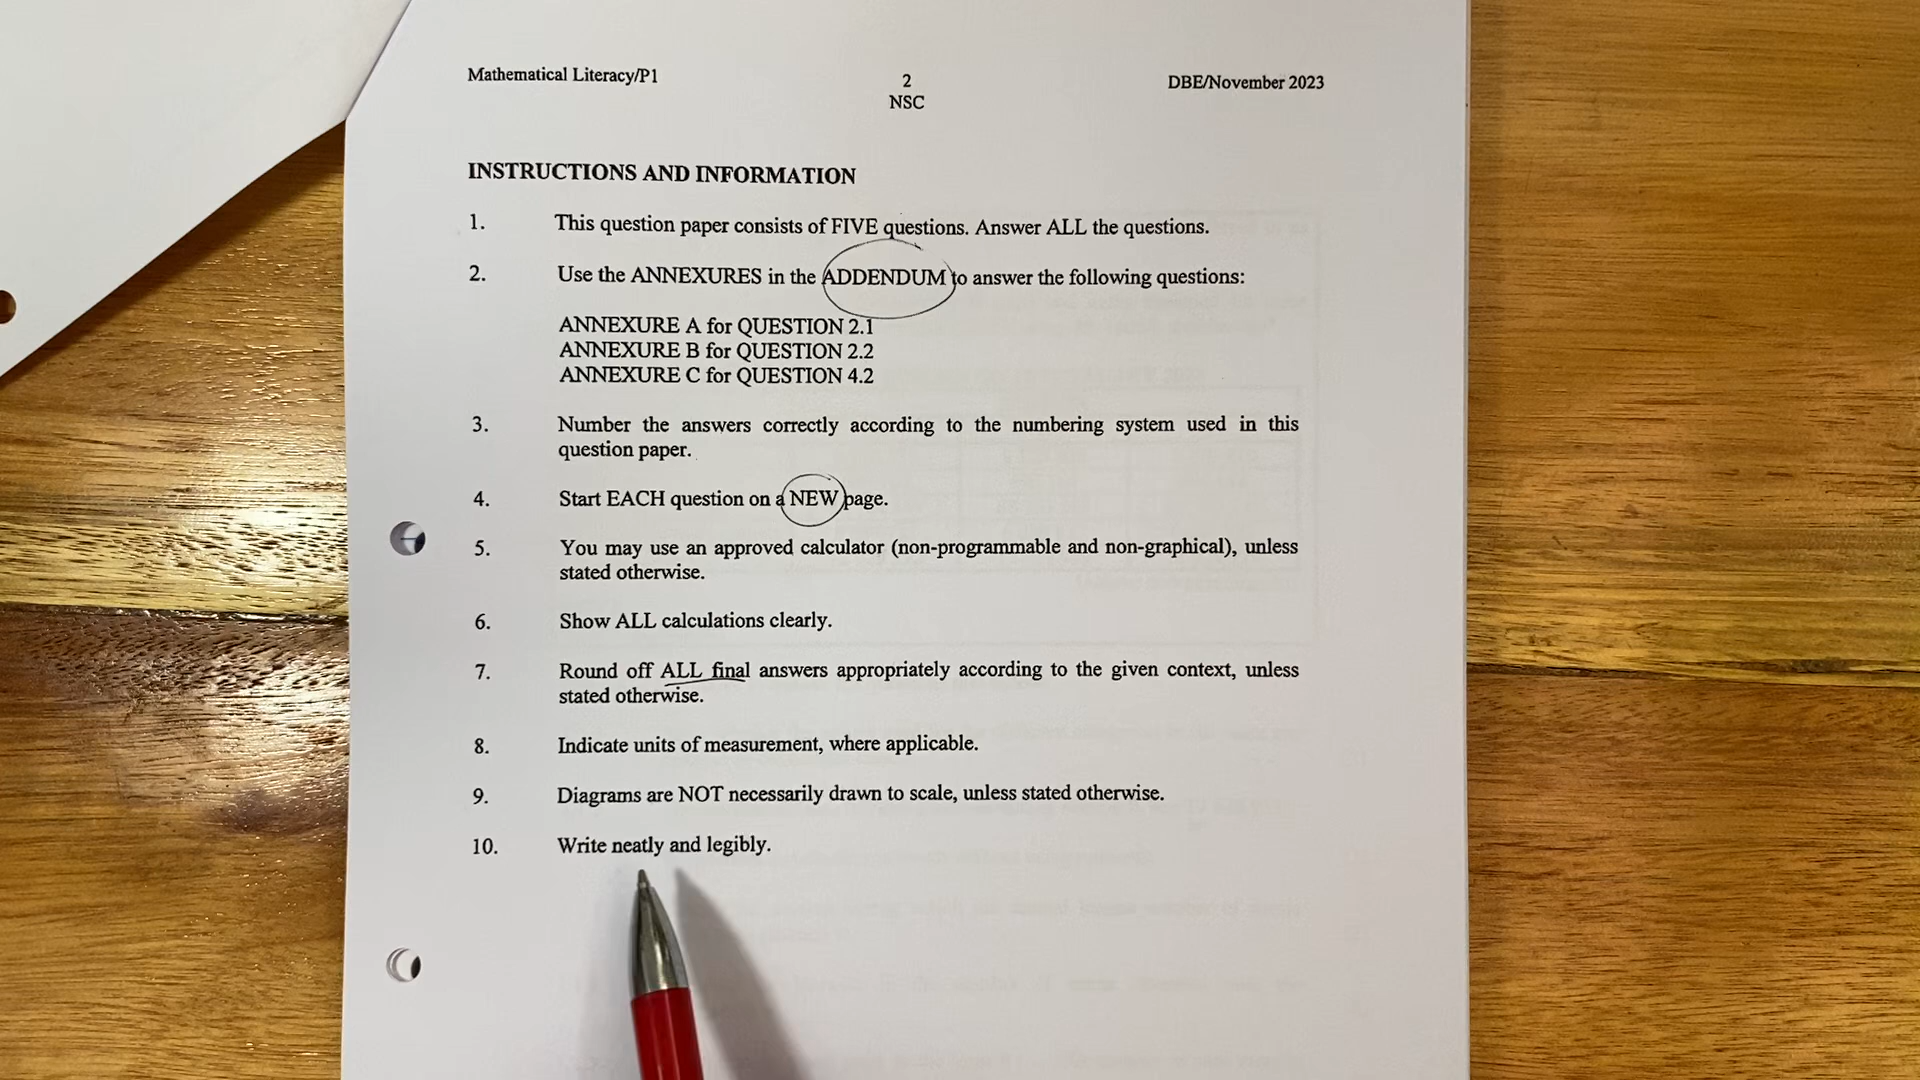 Mathematical Literacy/P1
2
NSC
DBE/November 2023
INSTRUCTIONS AND INFORMATION
1. This question paper consists of FIVE questions. Answer ALL the questions.
2. Use the ANNEXURES in the ADDENDUM to answer the following questions:
ANNEXURE A for QUESTION 2.1
ANNEXURE B for QUESTION 2.2
ANNEXURE C for QUESTION 4.2
3. Number the answers correctly according to the numbering system used in this
question paper.
4. Start EACH question on a NEW page.
5. You may use an approved calculator (non-programmable and non-graphical), unless
stated otherwise.
6. Show ALL calculations clearly.
7. Round off ALL final answers appropriately according to the given context, unless
stated otherwise.
8. Indicate units of measurement, where applicable.
9. Diagrams are NOT necessarily drawn to scale, unless stated otherwise.
10. Write neatly and legibly.